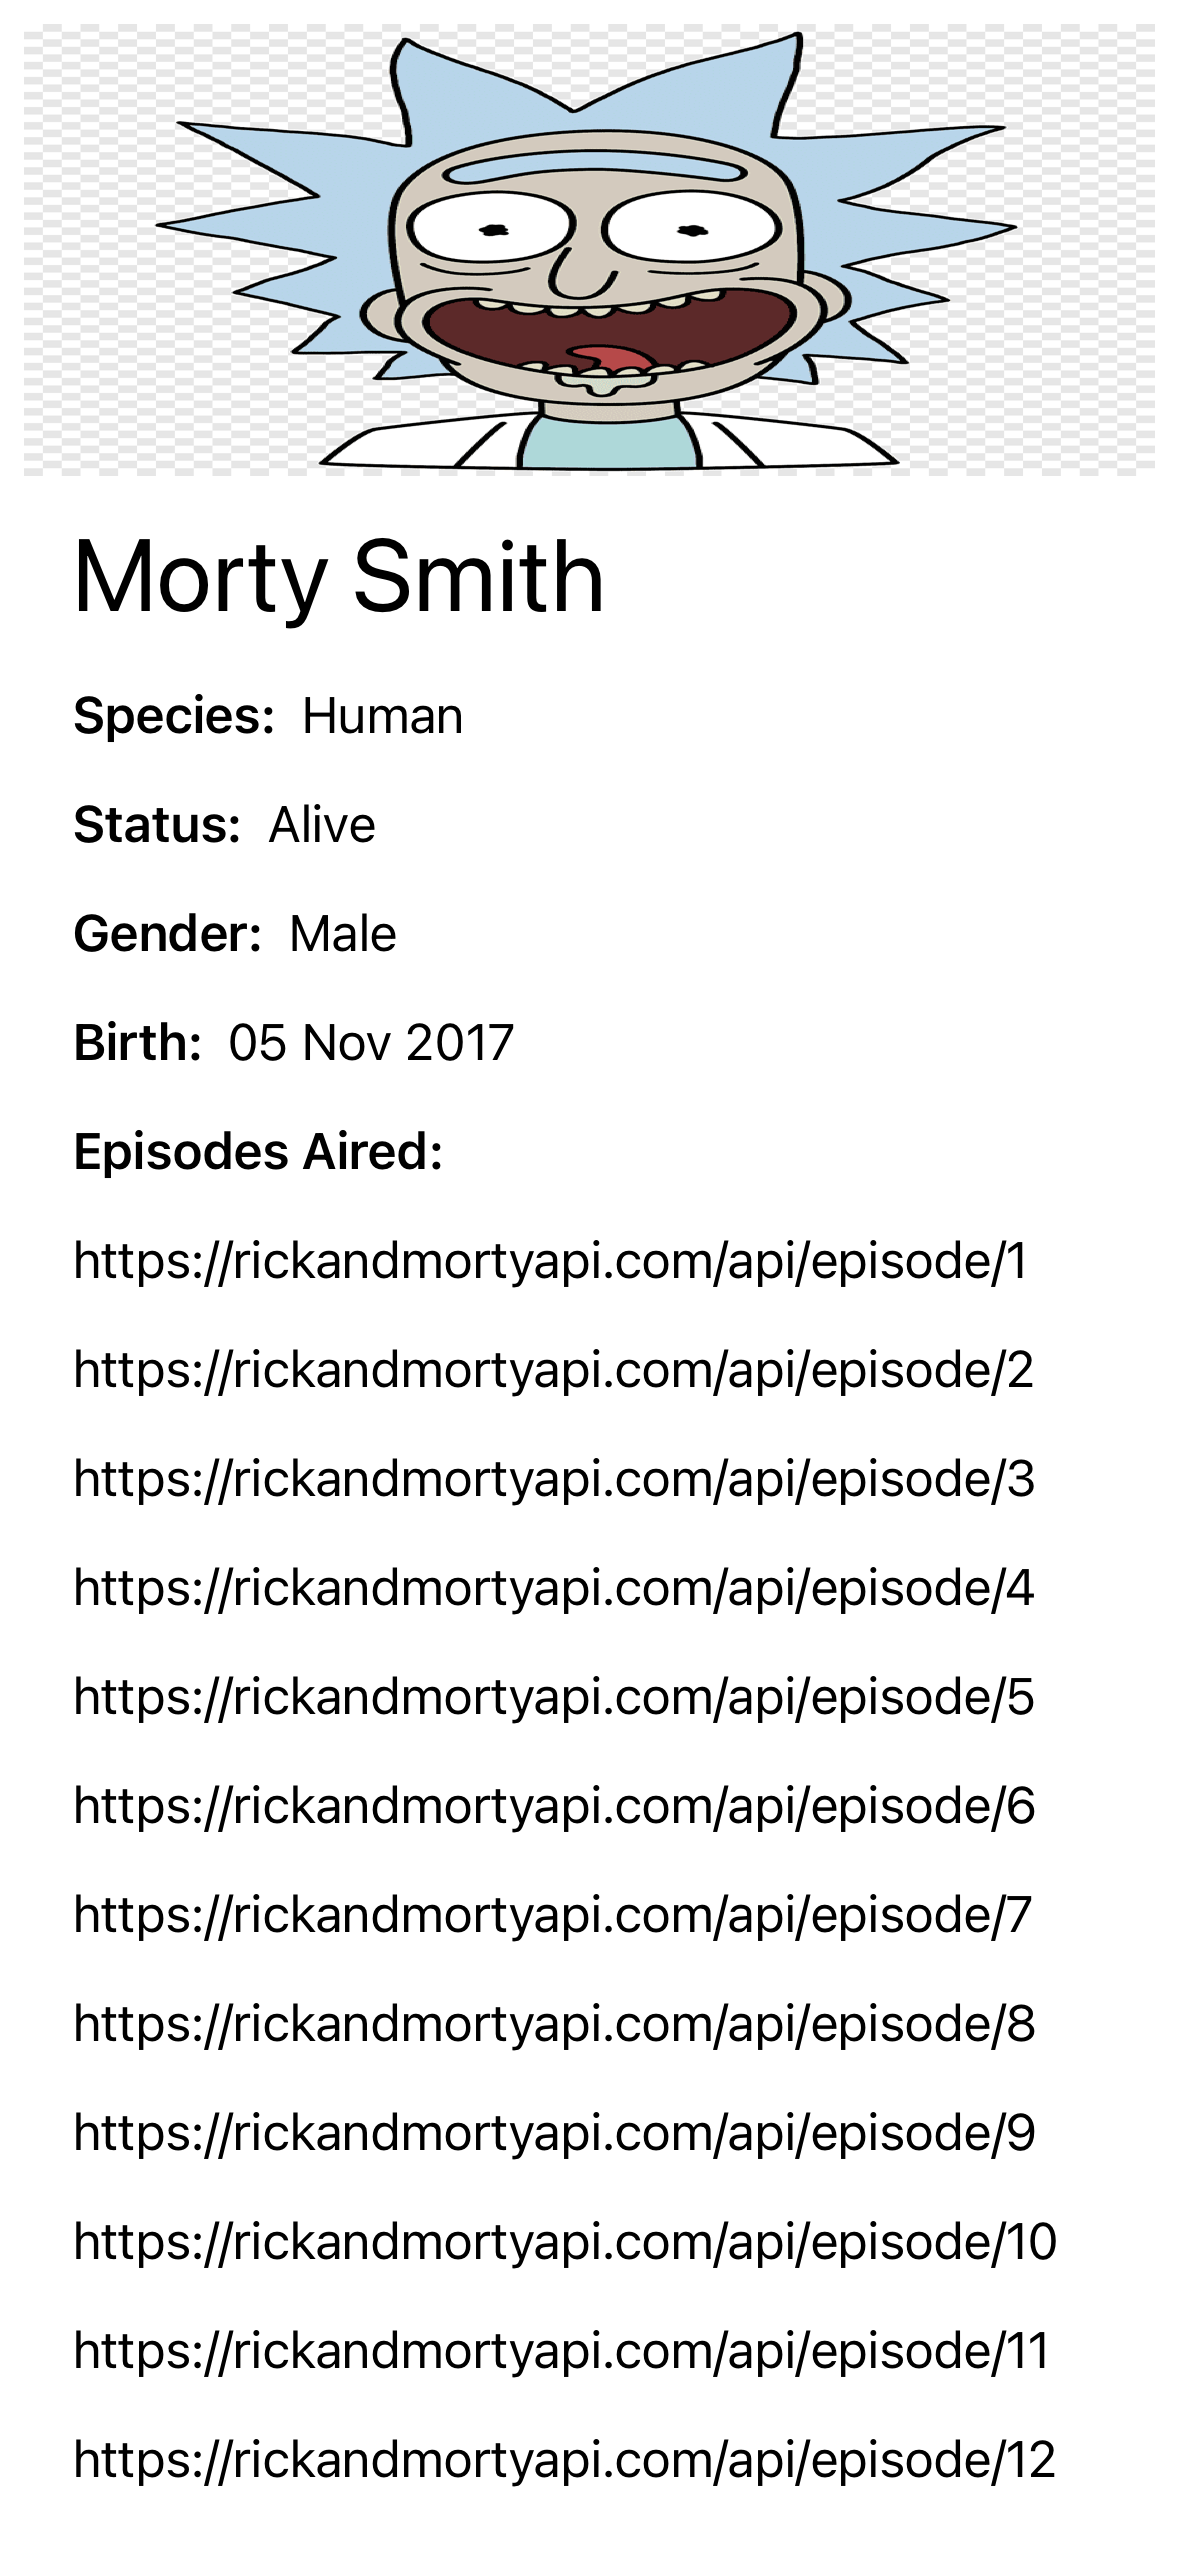 Morty Smith
Species: Human
Status: Alive
Gender: Male
Birth: 05 Nov 2017
Episodes Aired:
https://rickandmortyapi.com/api/episode/1
https://rickandmortyapi.com/api/episode/2
https://rickandmortyapi.com/api/episode/3
https://rickandmortyapi.com/api/episode/4
https://rickandmortyapi.com/api/episode/5
https://rickandmortyapi.com/api/episode/6
https://rickandmortyapi.com/api/episode/7
https://rickandmortyapi.com/api/episode/8
https://rickandmortyapi.com/api/episode/9
https://rickandmortyapi.com/api/episode/10
https://rickandmortyapi.com/api/episode/11
https://rickandmortyapi.com/api/episode/12